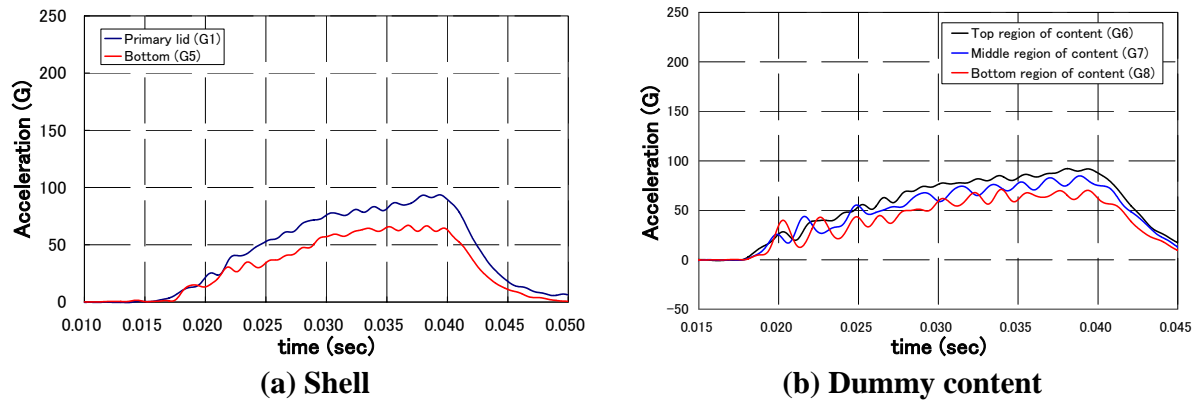 250
200
150
100
50
0
Acceleration (G)
Primary lid (G1)
Bottom (G5)
0.010 0.015 0.020 0.025 0.030 0.035 0.040 0.045 0.050
time (sec)
(a) Shell
250
200
150
100
50
0
-50
Acceleration (G)
Top region of content (G6)
Middle region of content (G7)
Bottom region of content (G8)
0.015 0.020 0.025 0.030 0.035 0.040 0.045
time (sec)
(b) Dummy content